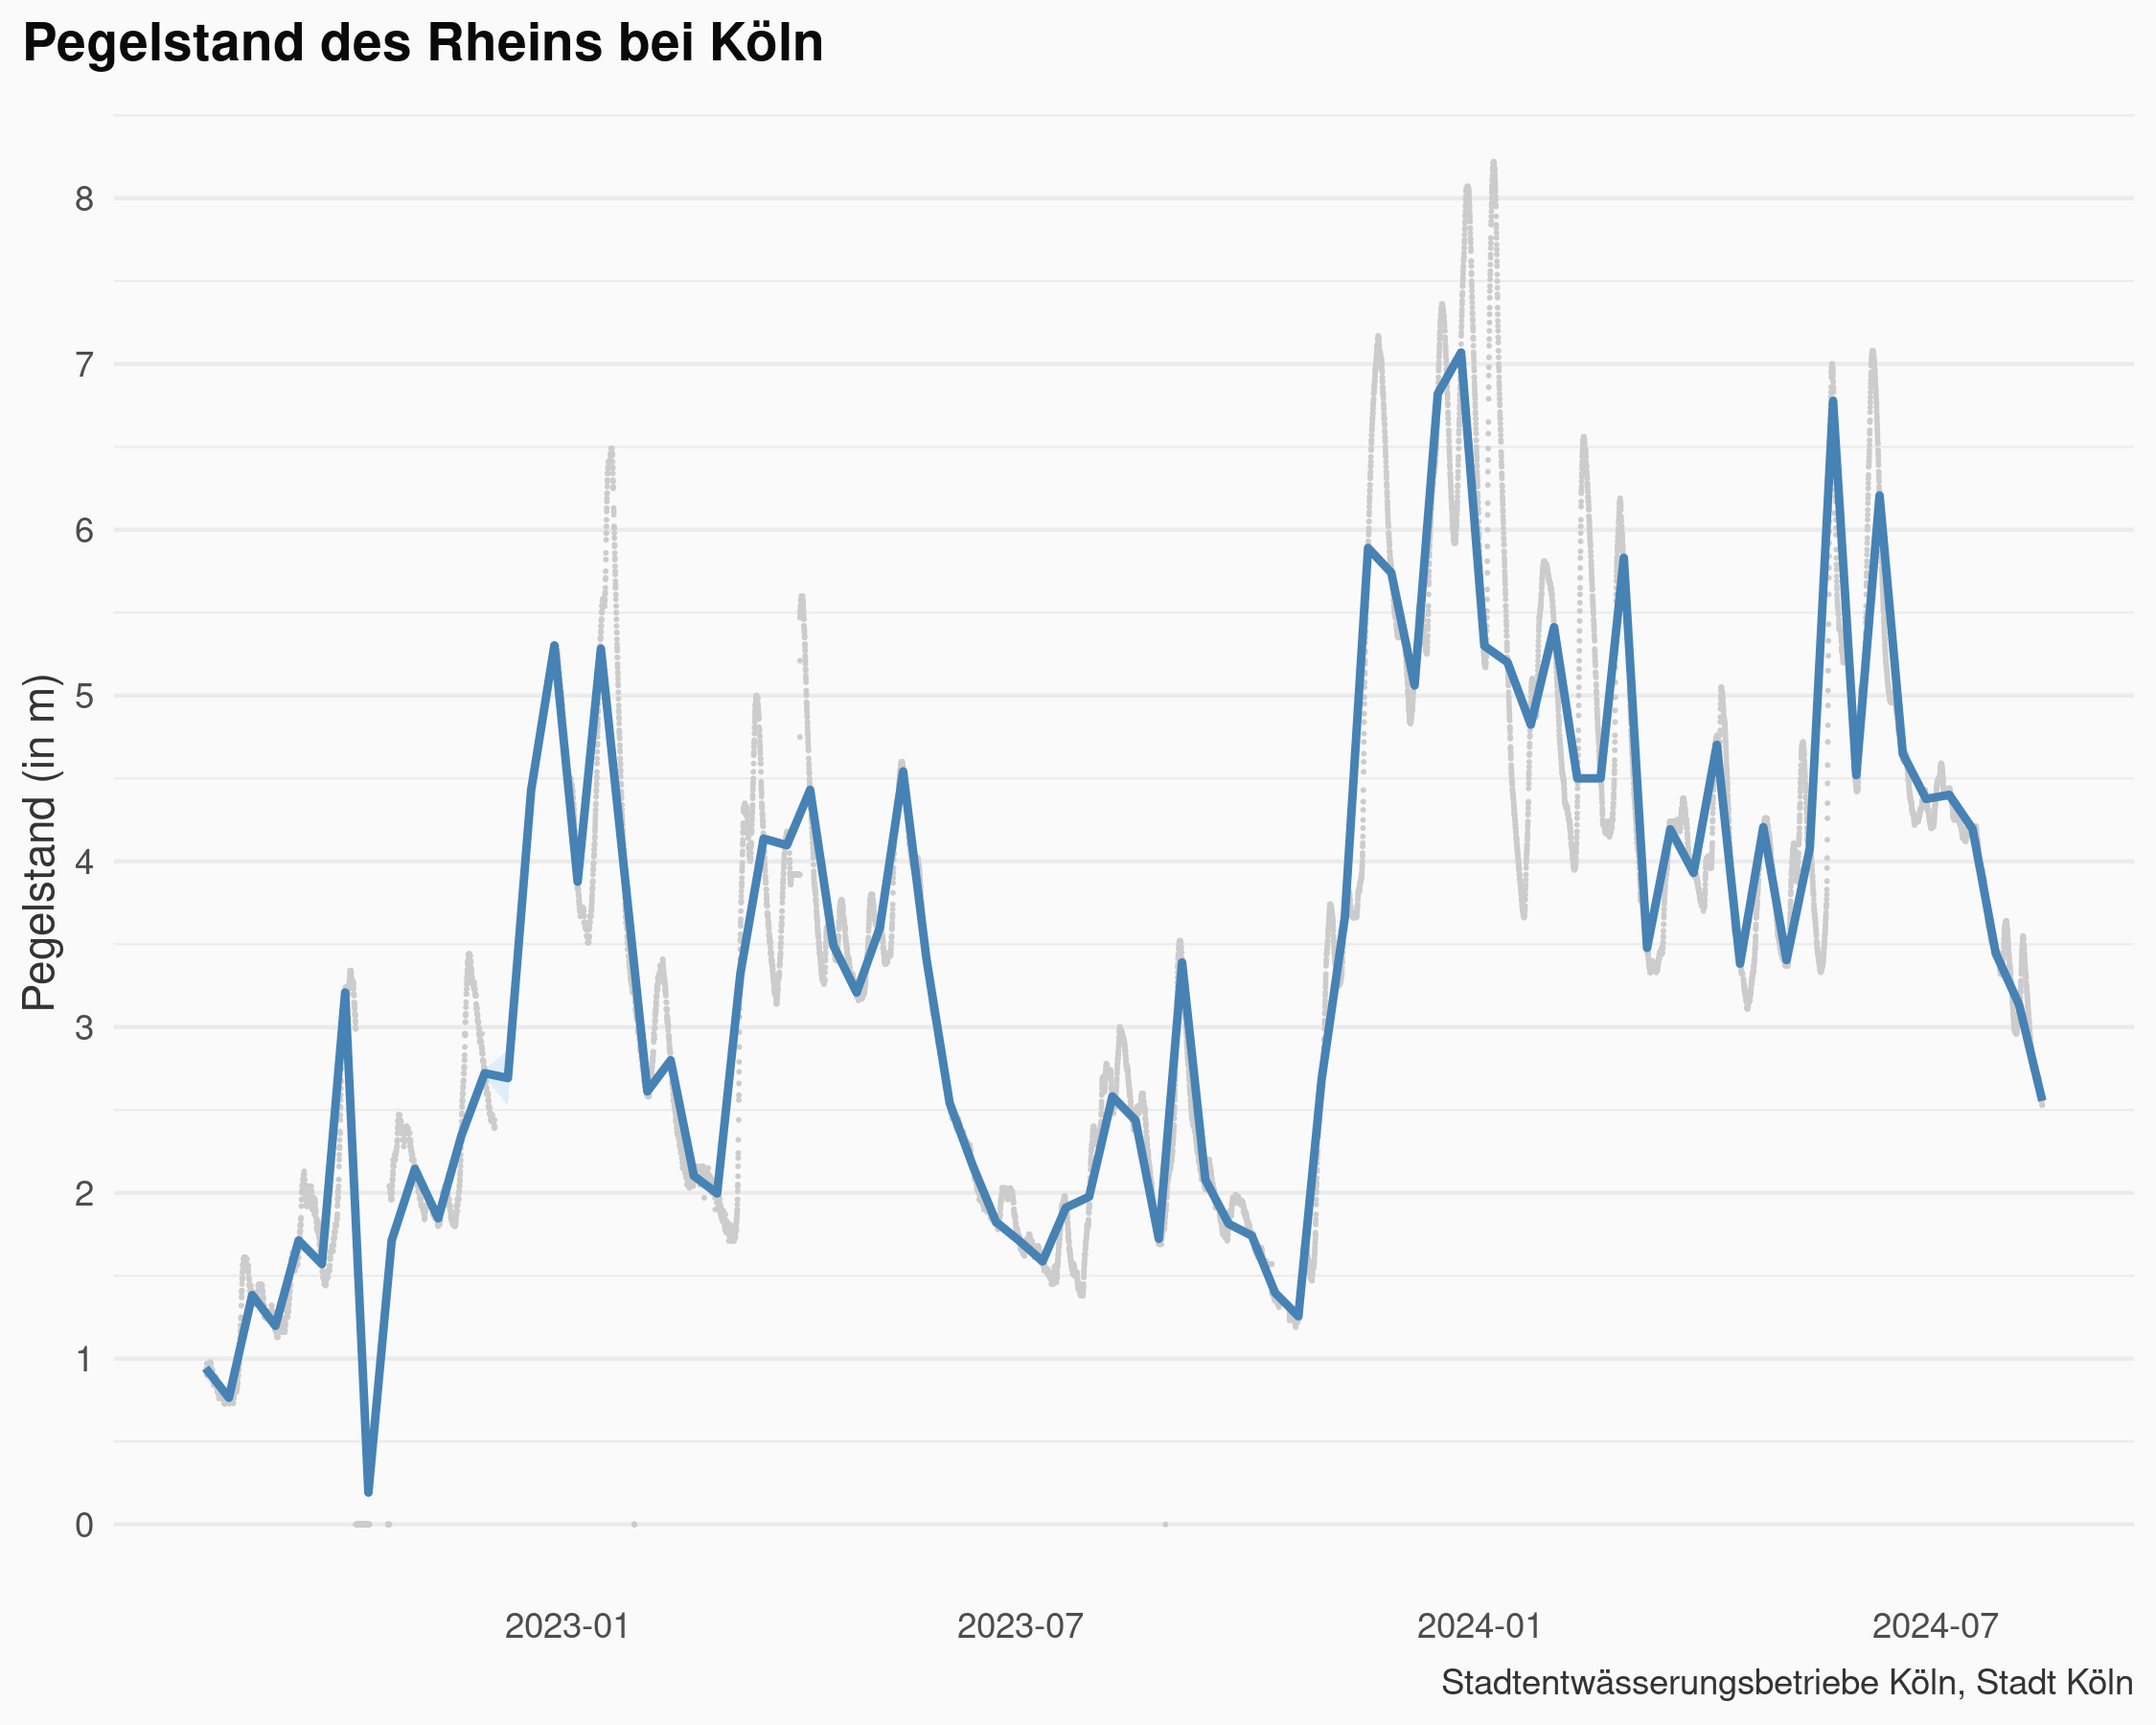 Pegelstand des Rheins bei Köln
Pegelstand (in m)
8
7
6
5
4
3
2
1
0
2023-01 2023-07 2024-01 2024-07
Stadtentwässerungsbetriebe Köln, Stadt Köln